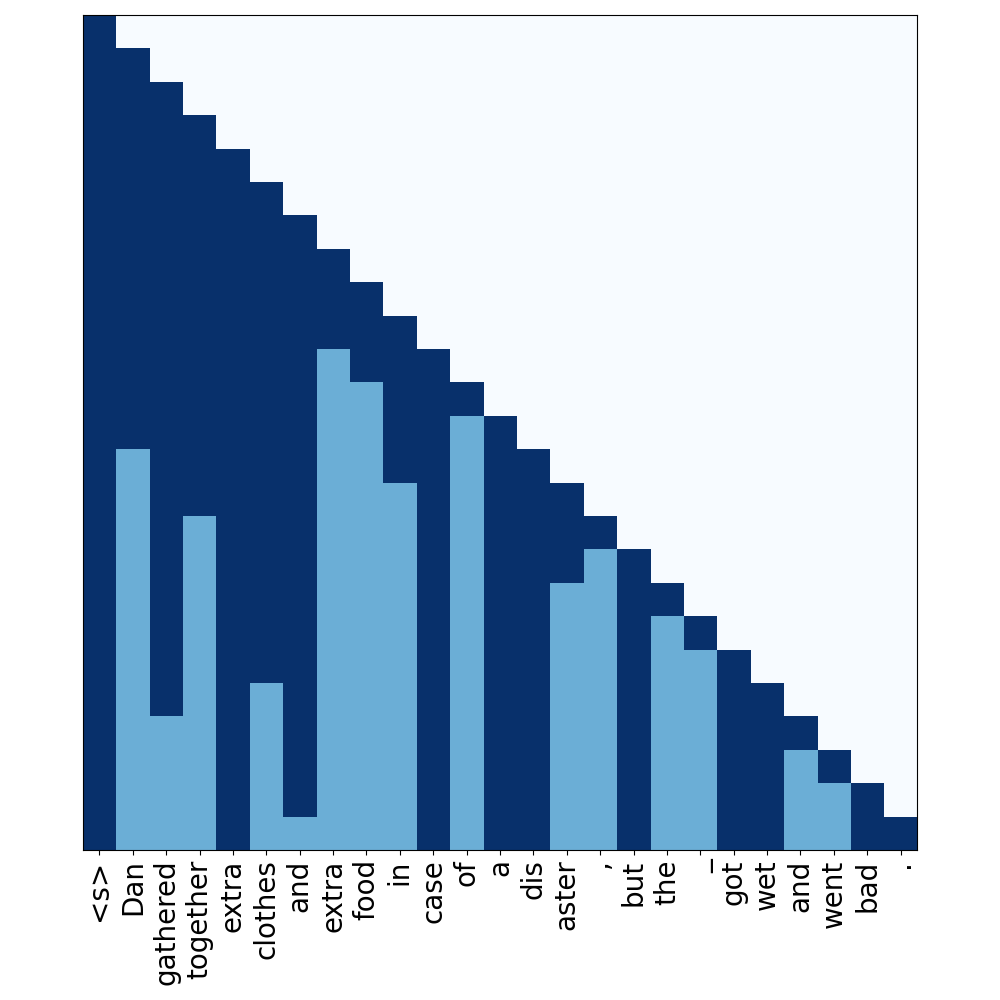 <s> Dan gathered together extra clothes and extra food in case of a dis aster , but the _ got wet and went bad .